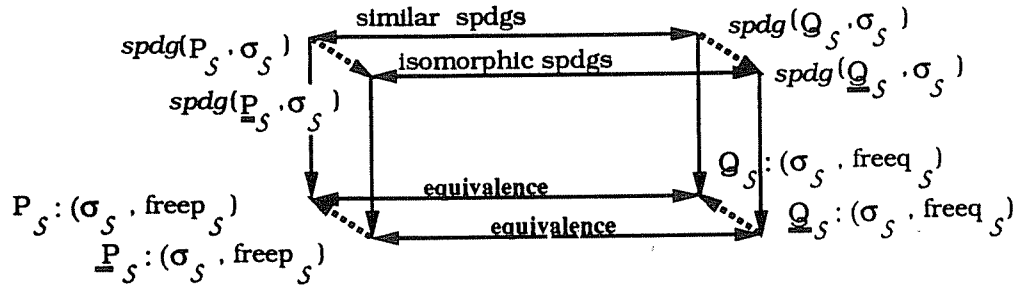 similar spdgs
spdg(P_S, σ_S)
spdg(Q_S, σ_S)
isomorphic spdgs
spdg(Q̳_S, σ_S)
spdg(P̳_S, σ_S)
Q_S : (σ_S, freeq_S)
equivalence
P_S : (σ_S, freep_S)
Q̳_S : (σ_S, freeq_S)
equivalence
P̳_S : (σ_S, freep_S)